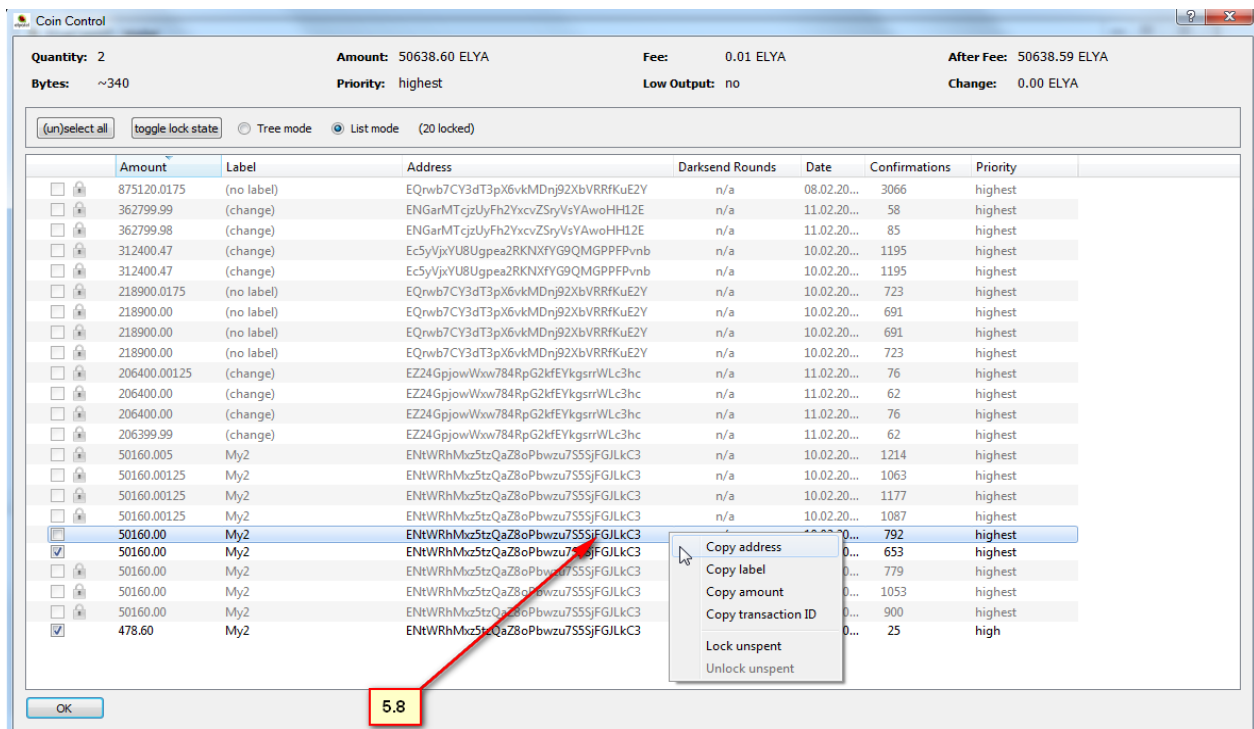 Coin Control
Quantity: 2 Amount: 50638.60 ELYA Fee: 0.01 ELYA After Fee: 50638.59 ELYA
Bytes: ~340 Priority: highest Low Output: no Change: 0.00 ELYA
(un)select all toggle lock state Tree mode List mode (20 locked)
Amount Label Address Darksend Rounds Date Confirmations Priority
875120.0175 (no label) EQrwb7CY3dT3pX6vkMDnj92XbVRRfKuE2Y n/a 08.02.20... 3066 highest
362799.99 (change) ENGarMTcjzUyFh2YxcvZSryVsYAwoHH12E n/a 11.02.20... 58 highest
362799.98 (change) ENGarMTcjzUyFh2YxcvZSryVsYAwoHH12E n/a 11.02.20... 85 highest
312400.47 (change) Ec5yVjxYU8Ugpea2RKNXfYG9QMGPPFPvnb n/a 10.02.20... 1195 highest
312400.47 (change) Ec5yVjxYU8Ugpea2RKNXfYG9QMGPPFPvnb n/a 10.02.20... 1195 highest
218900.0175 (no label) EQrwb7CY3dT3pX6vkMDnj92XbVRRfKuE2Y n/a 10.02.20... 723 highest
218900.00 (no label) EQrwb7CY3dT3pX6vkMDnj92XbVRRfKuE2Y n/a 10.02.20... 691 highest
218900.00 (no label) EQrwb7CY3dT3pX6vkMDnj92XbVRRfKuE2Y n/a 10.02.20... 691 highest
218900.00 (no label) EQrwb7CY3dT3pX6vkMDnj92XbVRRfKuE2Y n/a 10.02.20... 723 highest
206400.00125 (change) EZ24GpjowWxw784RpG2kfEYkgsrrWLc3hc n/a 11.02.20... 76 highest
206400.00 (change) EZ24GpjowWxw784RpG2kfEYkgsrrWLc3hc n/a 11.02.20... 62 highest
206400.00 (change) EZ24GpjowWxw784RpG2kfEYkgsrrWLc3hc n/a 11.02.20... 76 highest
206399.99 (change) EZ24GpjowWxw784RpG2kfEYkgsrrWLc3hc n/a 11.02.20... 62 highest
50160.005 My2 ENtWRhMxz5tzQaZ8oPbwzu7S5SjFGJLkC3 n/a 10.02.20... 1214 highest
50160.00125 My2 ENtWRhMxz5tzQaZ8oPbwzu7S5SjFGJLkC3 n/a 10.02.20... 1063 highest
50160.00125 My2 ENtWRhMxz5tzQaZ8oPbwzu7S5SjFGJLkC3 n/a 10.02.20... 1177 highest
50160.00125 My2 ENtWRhMxz5tzQaZ8oPbwzu7S5SjFGJLkC3 n/a 10.02.20... 1087 highest
50160.00 My2 ENtWRhMxz5tzQaZ8oPbwzu7S5SjFGJLkC3 792 highest
50160.00 My2 ENtWRhMxz5tzQaZ8oPbwzu7S5SjFGJLkC3 653 highest
50160.00 My2 ENtWRhMxz5tzQaZ8oPbwzu7S5SjFGJLkC3 779 highest
50160.00 My2 ENtWRhMxz5tzQaZ8oPbwzu7S5SjFGJLkC3 1053 highest
50160.00 My2 ENtWRhMxz5tzQaZ8oPbwzu7S5SjFGJLkC3 900 highest
478.60 My2 ENtWRhMxz5tzQaZ8oPbwzu7S5SjFGJLkC3 25 high
Copy address
Copy label
Copy amount
Copy transaction ID
Lock unspent
Unlock unspent
OK
5.8